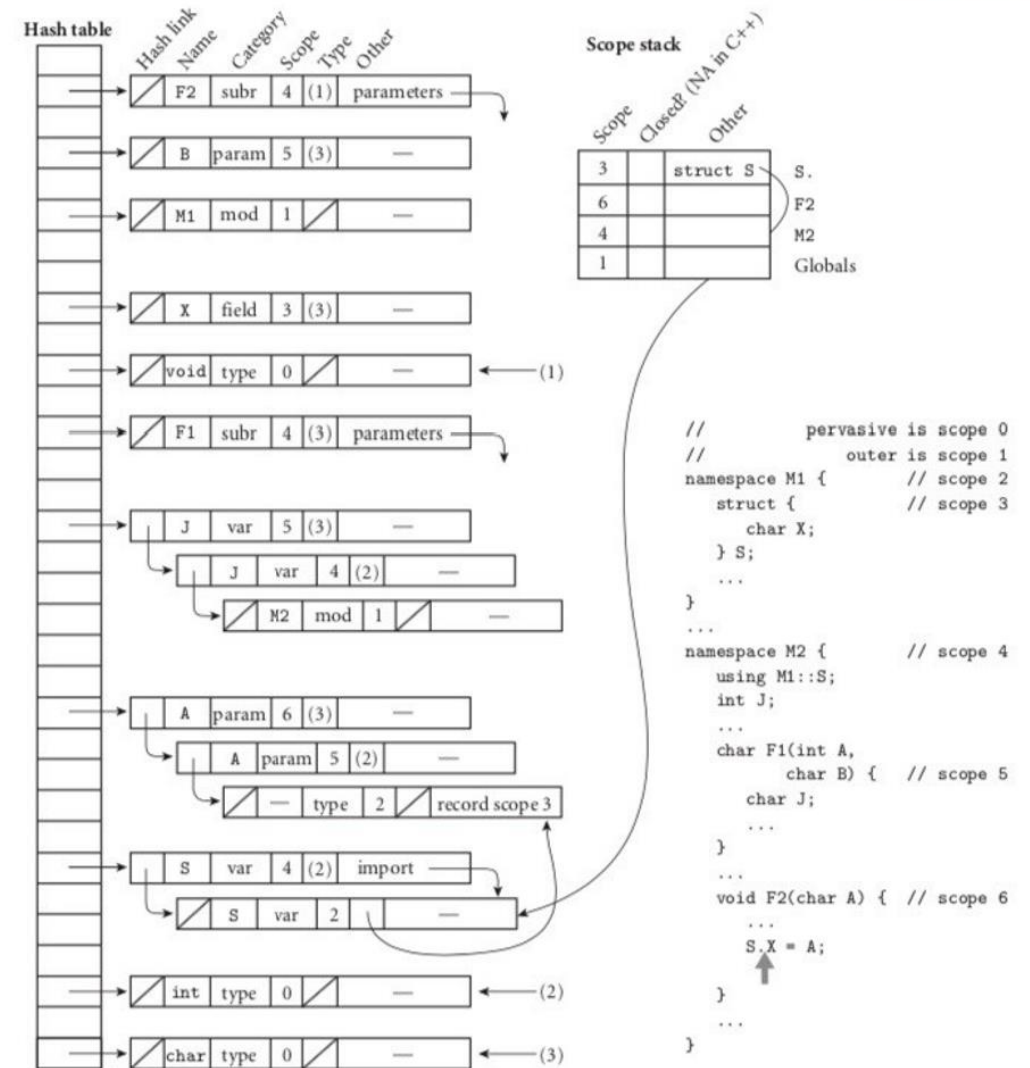 Hash table
Hash link
Name
Category
Scope
Type
Other
F2 subr 4 (1) parameters
B param 5 (3) —
M1 mod 1 —
X field 3 (3) —
void type 0 — (1)
F1 subr 4 (3) parameters
J var 5 (3) —
J var 4 (2) —
M2 mod 1 —
A param 6 (3) —
A param 5 (2) —
— type 2 record scope 3
S var 4 (2) import
S var 2 —
int type 0 — (2)
char type 0 — (3)
Scope stack
Scope
Closed? (NA in C++)
Other
3 struct S S.
6 F2
4 M2
1 Globals
// pervasive is scope 0
// outer is scope 1
namespace M1 { // scope 2
struct { // scope 3
char X;
} S;
...
}
...
namespace M2 { // scope 4
using M1::S;
int J;
...
char F1(int A,
char B) { // scope 5
char J;
...
}
...
void F2(char A) { // scope 6
...
S.X = A;
}
...
}